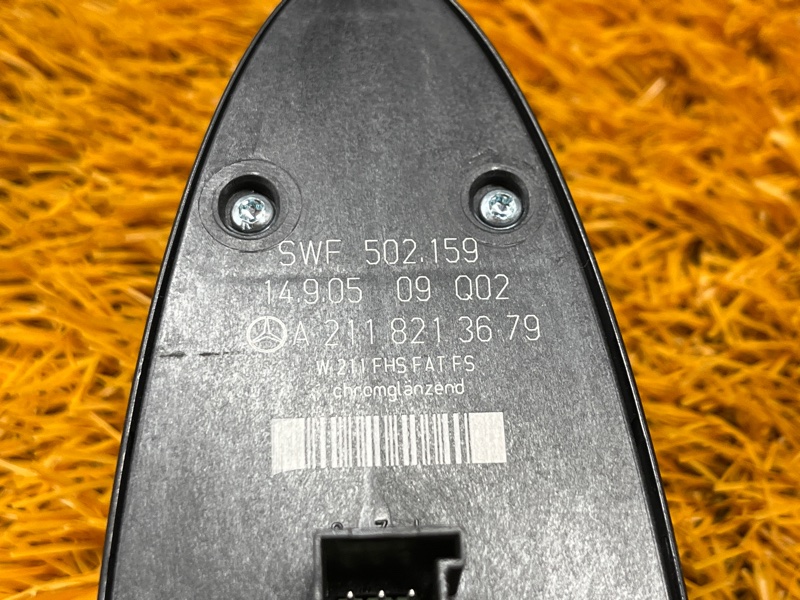 SWF 502.159
14.9.05 09 Q02
A 211 821 36 79
W 211 FHS FAT FS
chromglänzend